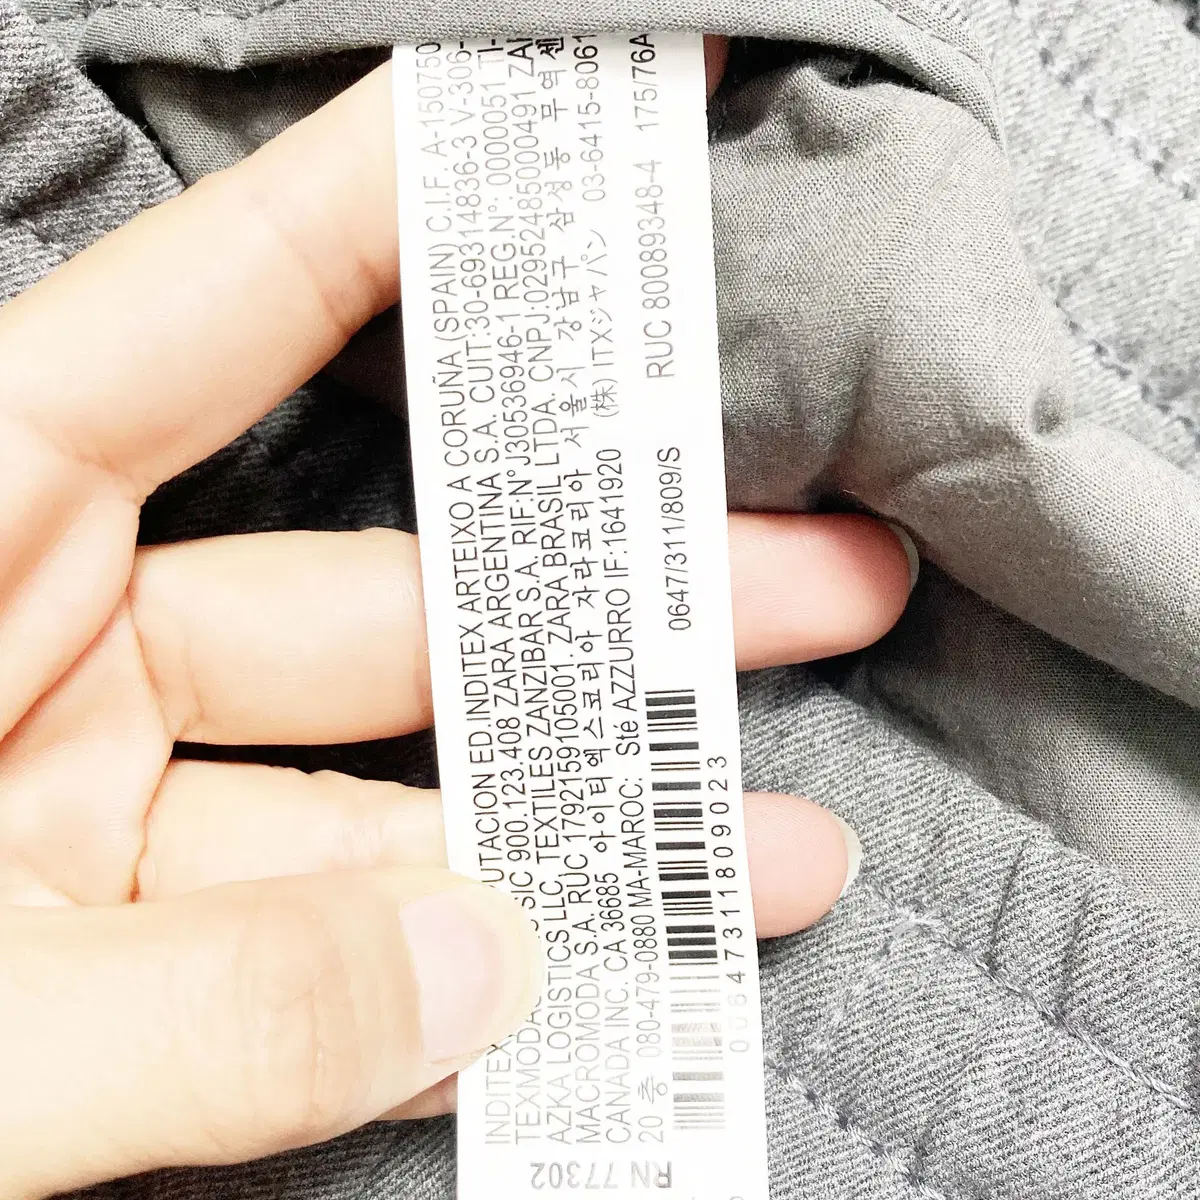 UTACION ED.INDITEX ARTEIXO A CORUÑA (SPAIN) C.I.F. A-150750
SIC 900.123.408 ZARA ARGENTINA S.A. CUIT:30-69314836-3 V-306-
AZKA LOGISTICS LLC, TEXTILES ZANZIBAR S.A. RIF.N°J30536946-1 REG.N°. 0000051 TI-
MACROMODA S.A. RUC 1792159105001. ZARA BRASIL LTDA. CNPJ:02952485000491 ZA
CANADA INC. CA 36685 아이티엑스코리아 자라코리아 서울시 강남구 삼성동 무역센
20 층 080-479-0880 MA-MAROC: Sté AZZURRO IF:1641920 (株) ITXジャパン 03-6415-8061
0647/311/809/S RUC 80089348-4 175/76A
00647311809023
RN 77302